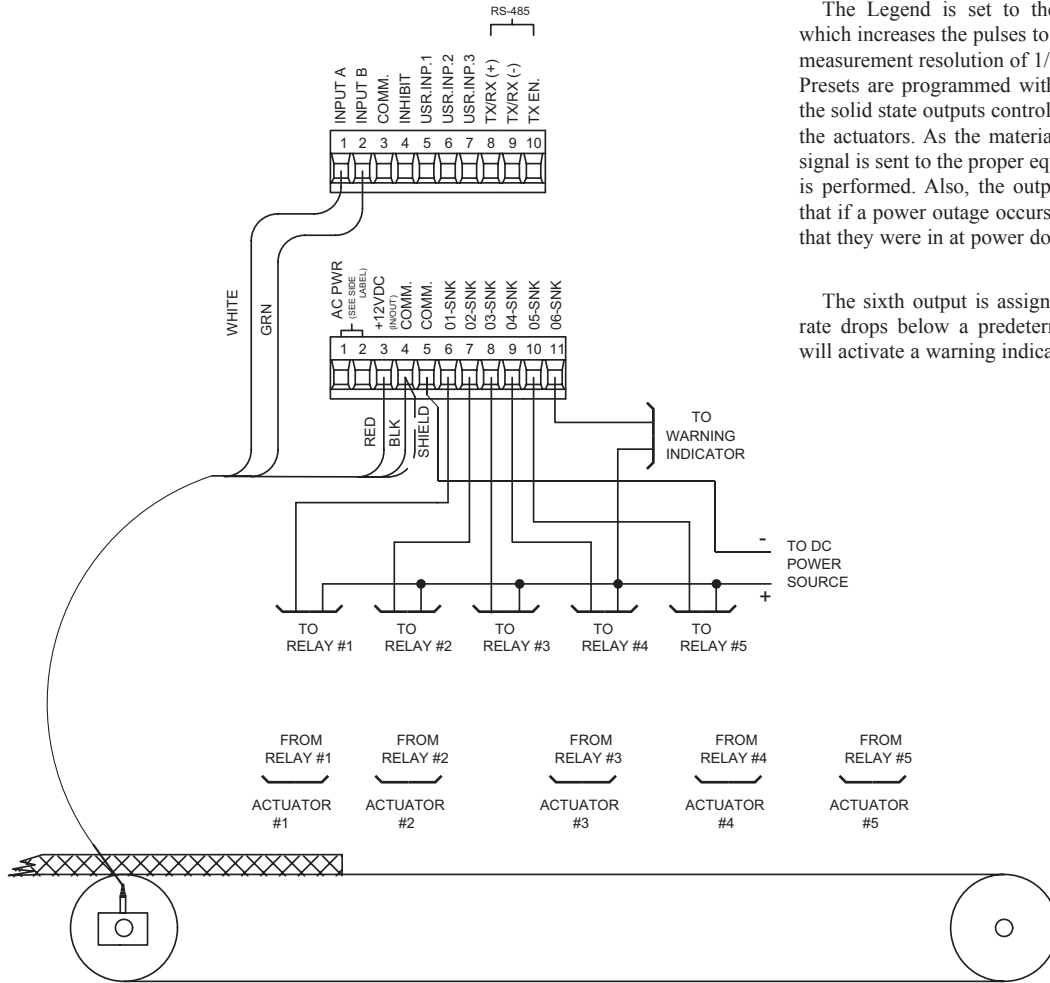 RS-485
INPUT A
INPUT B
COMM.
INHIBIT
USR.INP.1
USR.INP.2
USR.INP.3
TX/RX (+)
TX/RX (-)
TX EN.
1 2 3 4 5 6 7 8 9 10
The Legend is set to the
which increases the pulses to
measurement resolution of 1/
Presets are programmed with
the solid state outputs control
the actuators. As the material
signal is sent to the proper eq
is performed. Also, the outp
that if a power outage occurs
that they were in at power do
The sixth output is assign
rate drops below a predeterm
will activate a warning indica
WHITE
GRN
AC PWR
(SEE SIDE
LABEL)
+12VDC
(IN/OUT)
COMM.
COMM.
01-SNK
02-SNK
03-SNK
04-SNK
05-SNK
06-SNK
1 2 3 4 5 6 7 8 9 10 11
RED
BLK
SHIELD
TO
WARNING
INDICATOR
-
TO DC
POWER
SOURCE
+
TO
RELAY #1
TO
RELAY #2
TO
RELAY #3
TO
RELAY #4
TO
RELAY #5
FROM
RELAY #1
ACTUATOR
#1
FROM
RELAY #2
ACTUATOR
#2
FROM
RELAY #3
ACTUATOR
#3
FROM
RELAY #4
ACTUATOR
#4
FROM
RELAY #5
ACTUATOR
#5